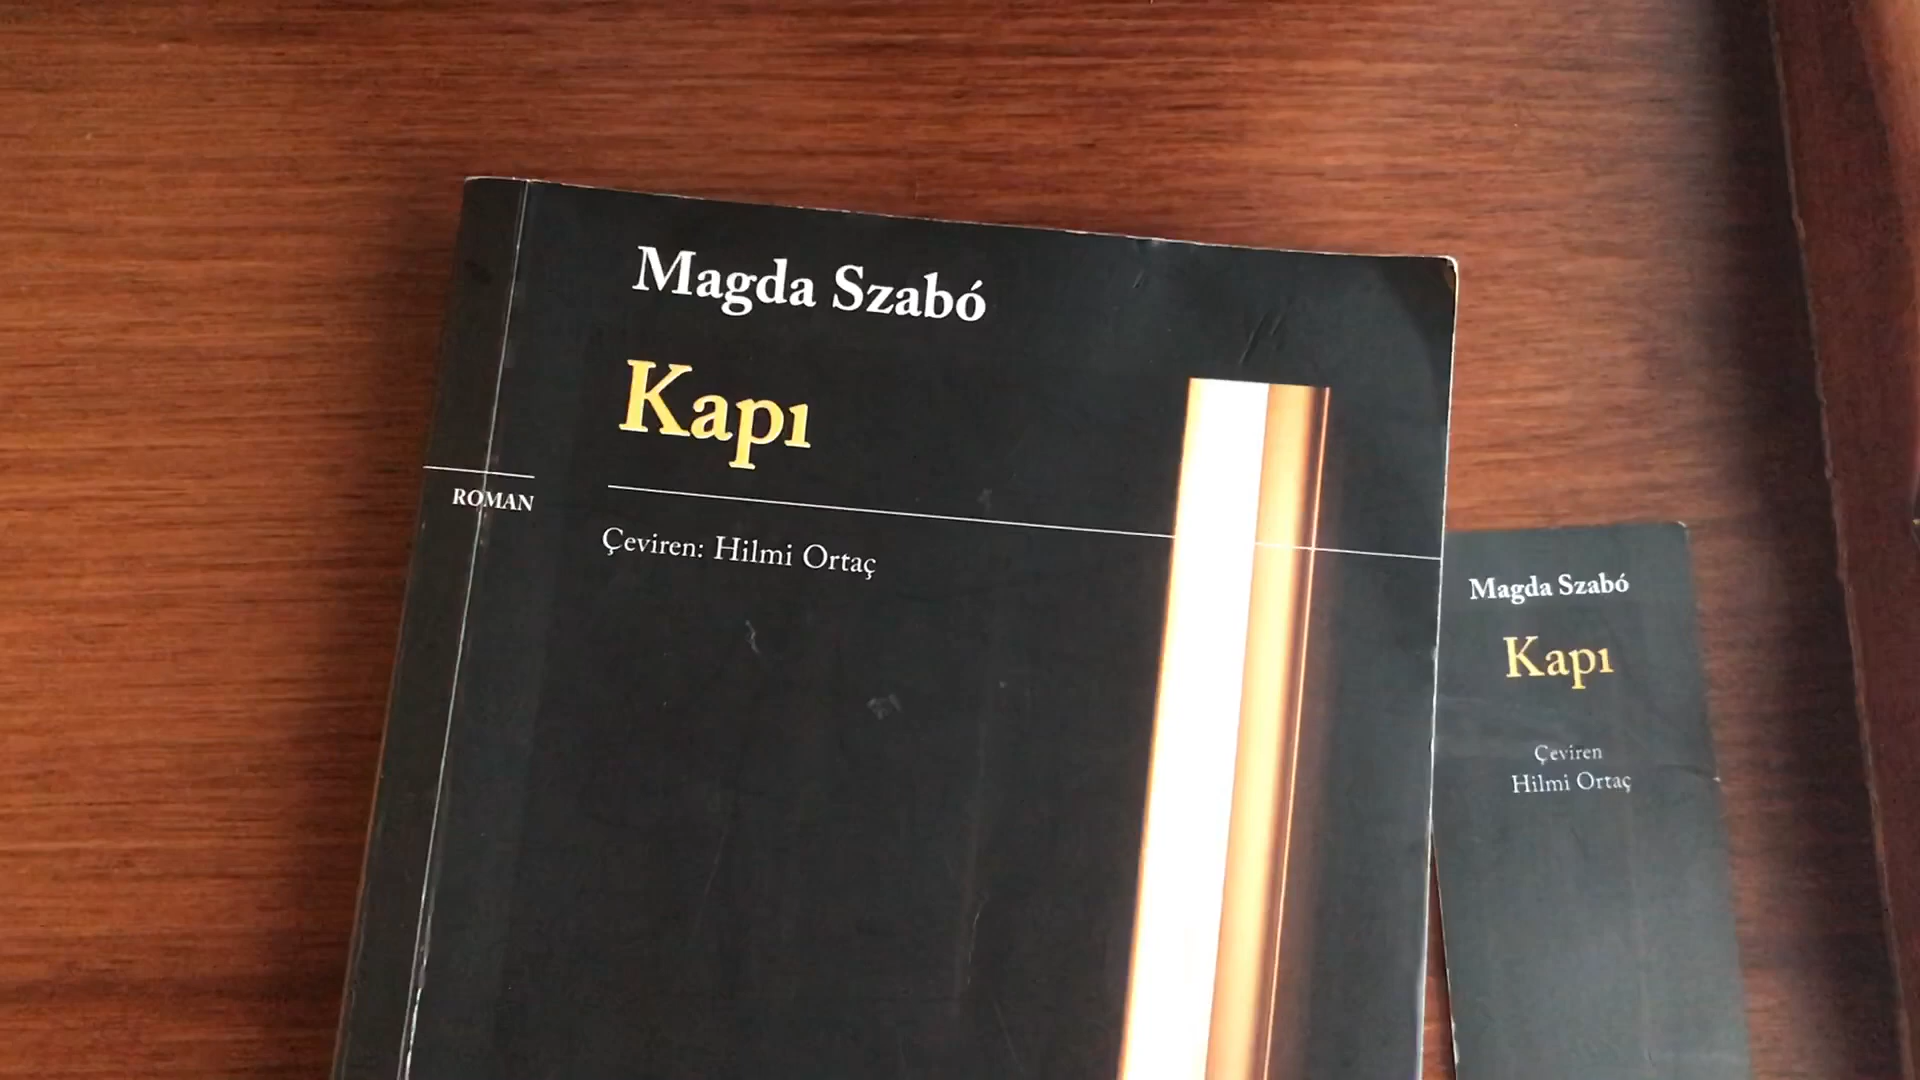 Magda Szabó
Kapı
ROMAN
Çeviren: Hilmi Ortaç
Magda Szabó
Kapı
Çeviren
Hilmi Ortaç